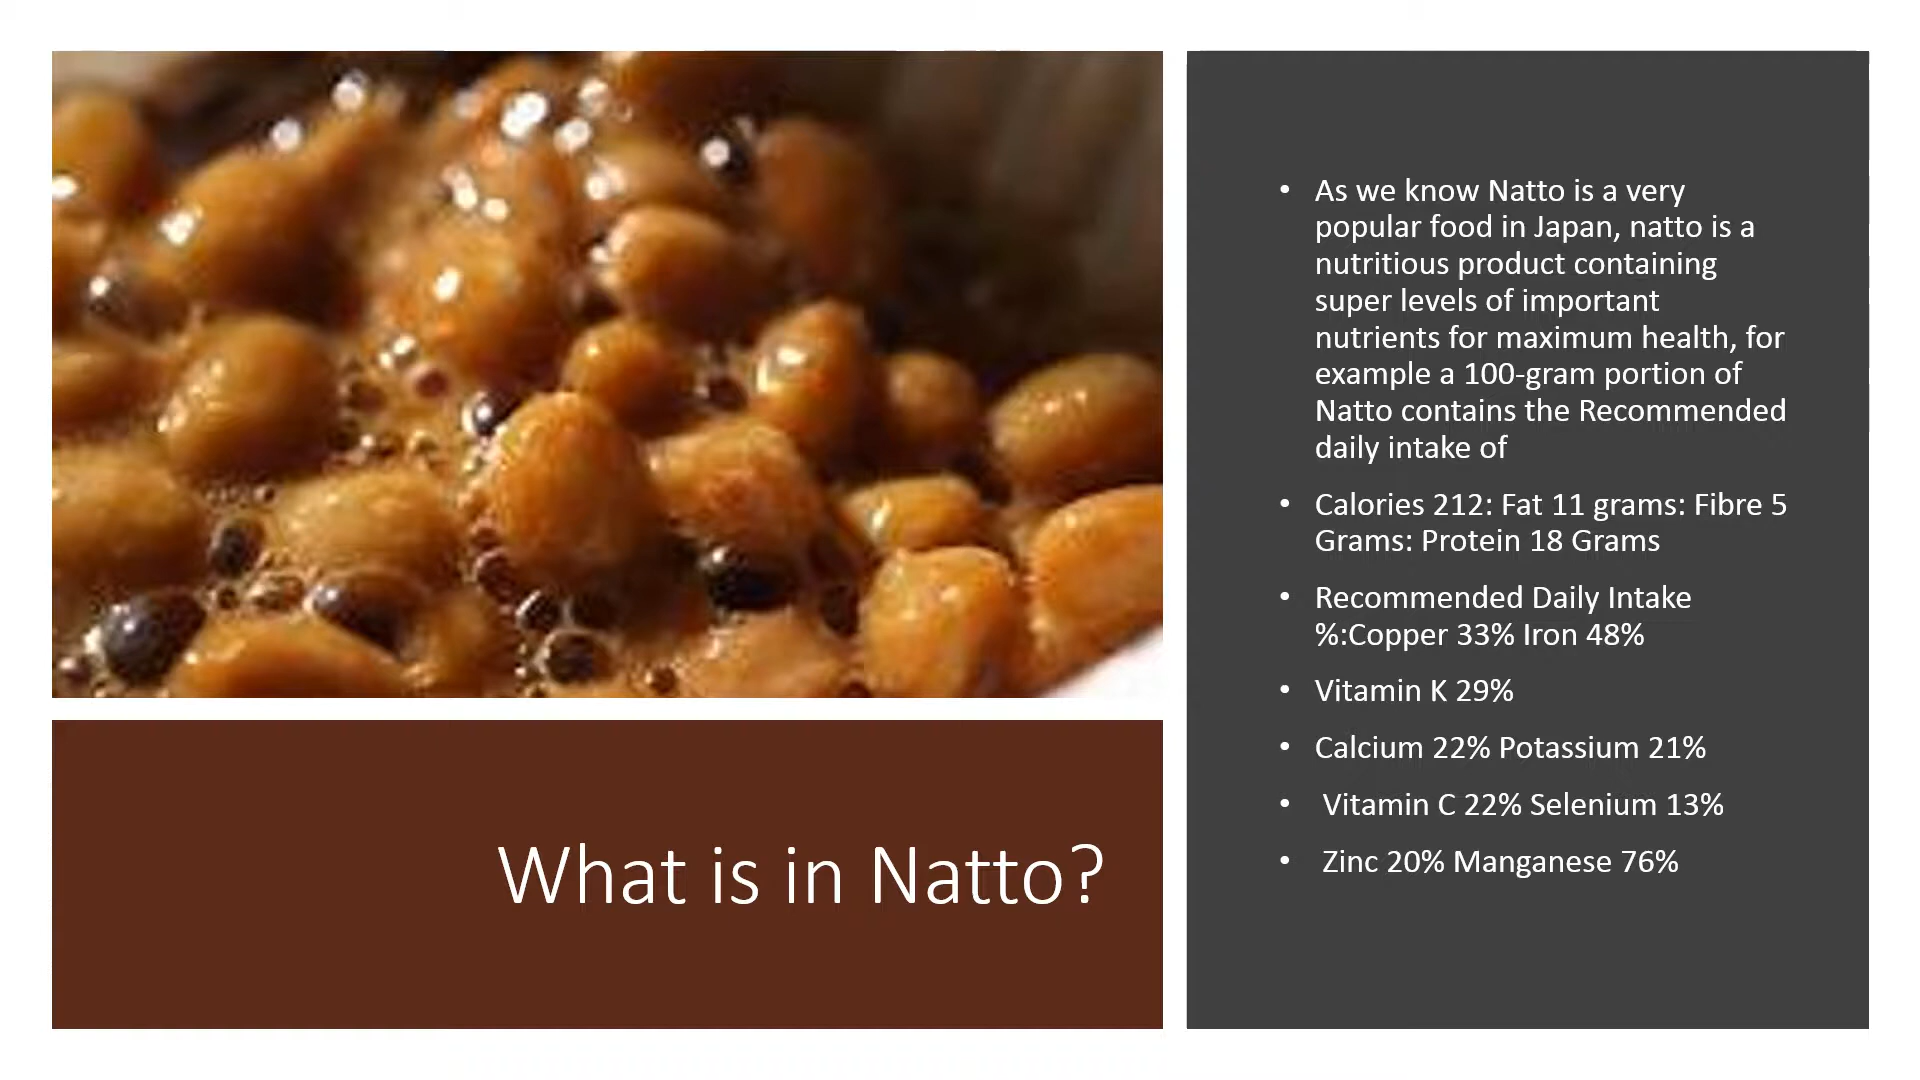 What is in Natto?
• As we know Natto is a very
popular food in Japan, natto is a
nutritious product containing
super levels of important
nutrients for maximum health, for
example a 100-gram portion of
Natto contains the Recommended
daily intake of
• Calories 212: Fat 11 grams: Fibre 5
Grams: Protein 18 Grams
• Recommended Daily Intake
%:Copper 33% Iron 48%
• Vitamin K 29%
• Calcium 22% Potassium 21%
• Vitamin C 22% Selenium 13%
• Zinc 20% Manganese 76%